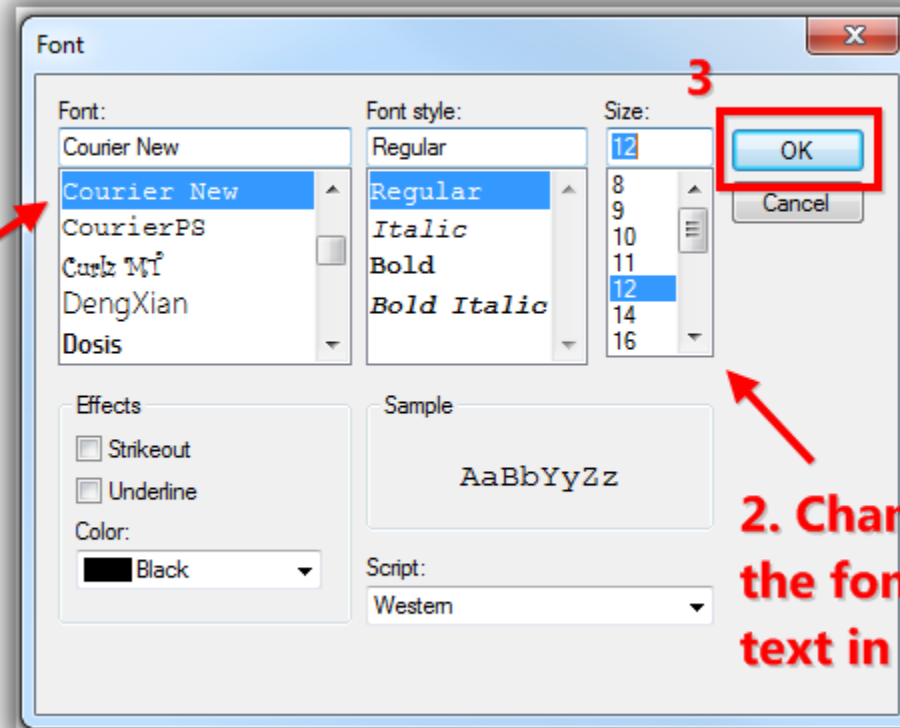 Font
3
Font:
Font style:
Size:
Courier New
Regular
12
OK
Cancel
Courier New
CourierPS
Curlz MT
DengXian
Dosis
Regular
Italic
Bold
Bold Italic
8
9
10
11
12
14
16
Effects
Strikeout
Underline
Color:
Black
Sample
AaBbYyZz
Script:
Western
2. Chan
the fon
text in